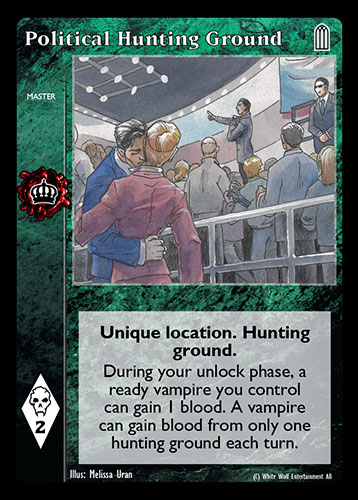 Political Hunting Ground
MASTER
Unique location. Hunting
ground.
During your unlock phase, a
ready vampire you control
can gain 1 blood. A vampire
can gain blood from only one
hunting ground each turn.
2
Illus: Melissa Uran
(C) White Wolf Entertainment AB